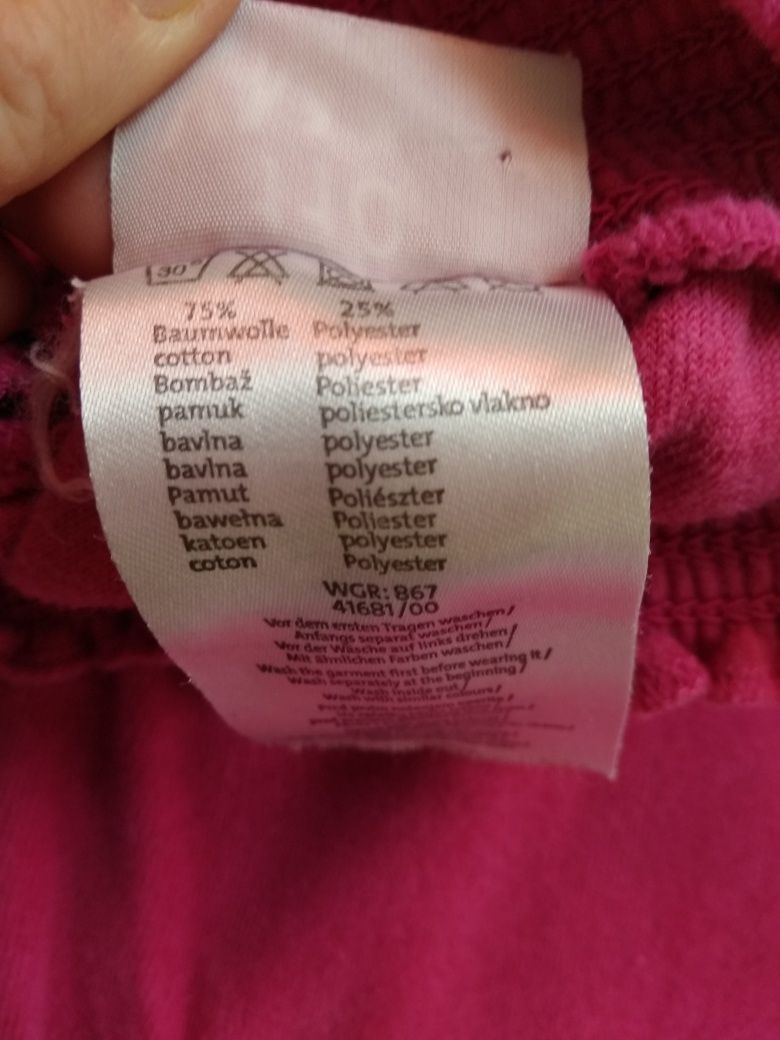 30°
75% 25%
Baumwolle Polyester
cotton polyester
Bombaž Poliester
pamuk poliestersko vlakno
bavlna polyester
bavlna polyester
Pamut Poliészter
bawełna Poliester
katoen polyester
coton Polyester
WGR: 867
41681/00
Vor dem ersten Tragen waschen/
Anfangs separat waschen/
Vor der Wäsche auf links drehen/
Mit ähnlichen Farben waschen/
Wash the garment first before wearing it/
Wash separately at the beginning/
Wash inside out/
Wash with similar colours/